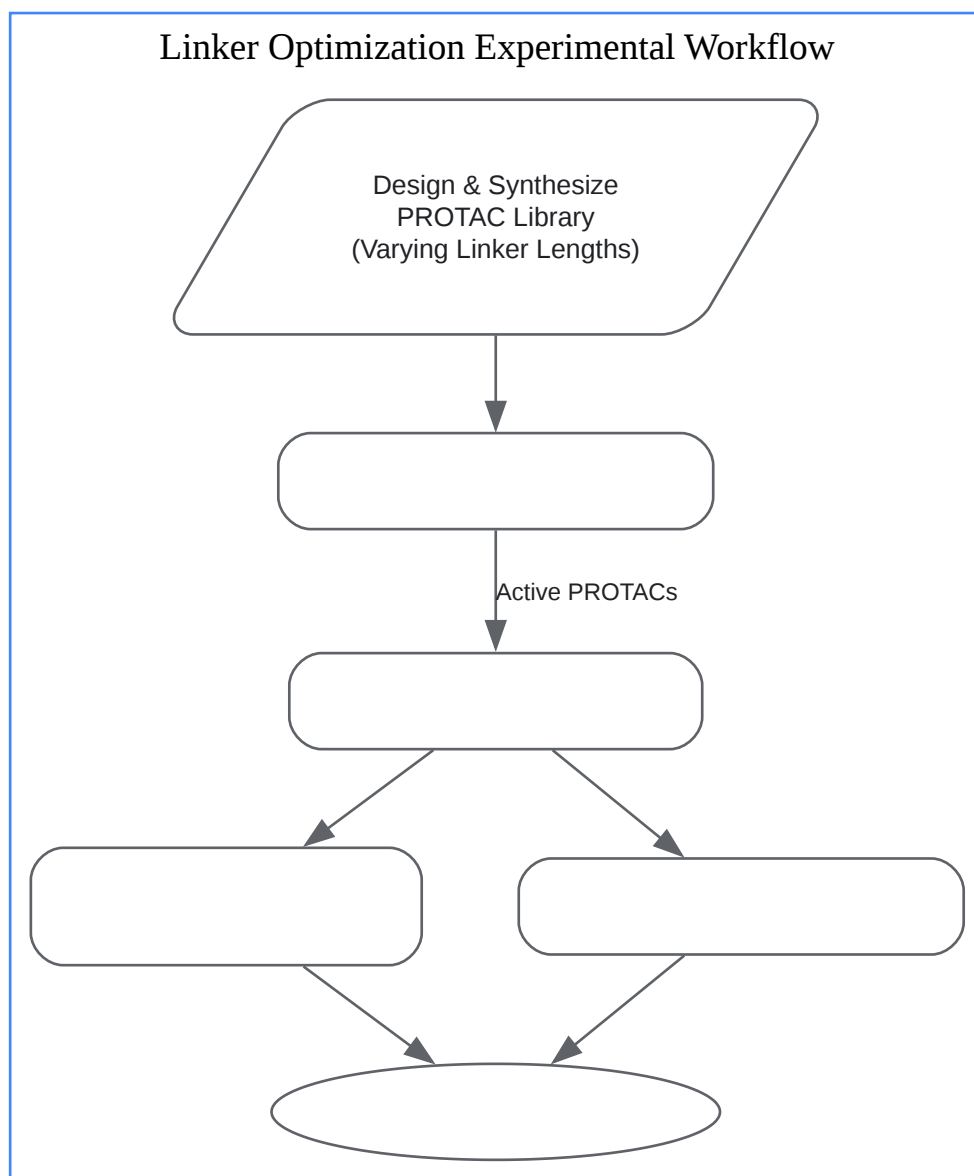 Linker Optimization Experimental Workflow
Design & Synthesize
PROTAC Library
(Varying Linker Lengths)
Active PROTACs